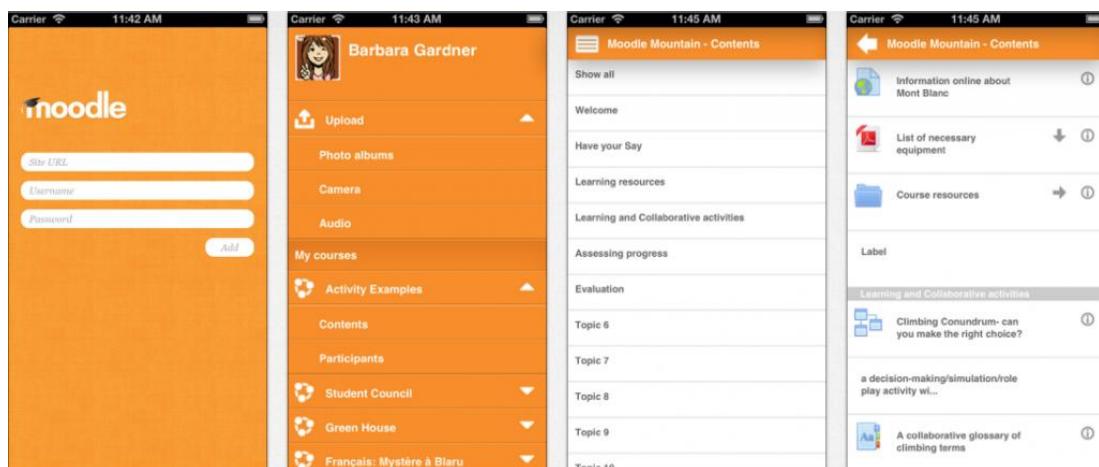 Carrier 11:42 AM
moodle
Site URL
Username
Password
Add
Carrier 11:43 AM
Barbara Gardner
Upload
Photo albums
Camera
Audio
My courses
Activity Examples
Contents
Participants
Student Council
Green House
Français: Mystère à Blaru
Carrier 11:45 AM
Moodle Mountain - Contents
Show all
Welcome
Have your Say
Learning resources
Learning and Collaborative activities
Assessing progress
Evaluation
Topic 6
Topic 7
Topic 8
Topic 9
Topic 10
Carrier 11:45 AM
Moodle Mountain - Contents
Information online about
Mont Blanc
List of necessary
equipment
Course resources
Label
Learning and Collaborative activities
Climbing Conundrum- can
you make the right choice?
a decision-making/simulation/role
play activity wi...
Aa
A collaborative glossary of
climbing terms